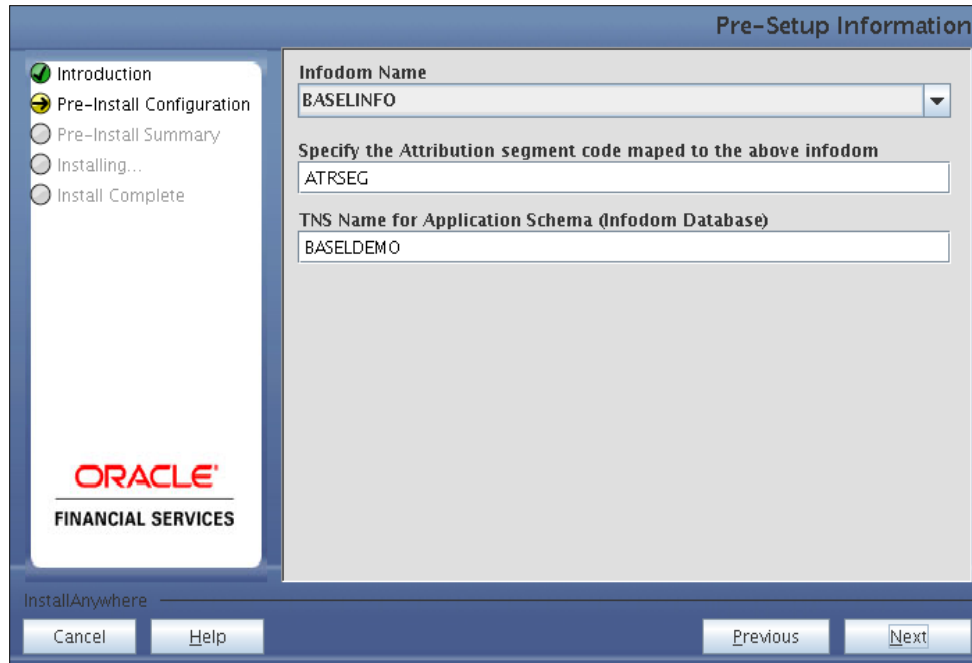 Pre-Setup Information
Introduction
Pre-Install Configuration
Pre-Install Summary
Installing...
Install Complete
ORACLE'
FINANCIAL SERVICES
Infodom Name
BASELINFO
Specify the Attribution segment code maped to the above infodom
ATRSEG
TNS Name for Application Schema (Infodom Database)
BASELDEMO
InstallAnywhere
Cancel
Help
Previous
Next